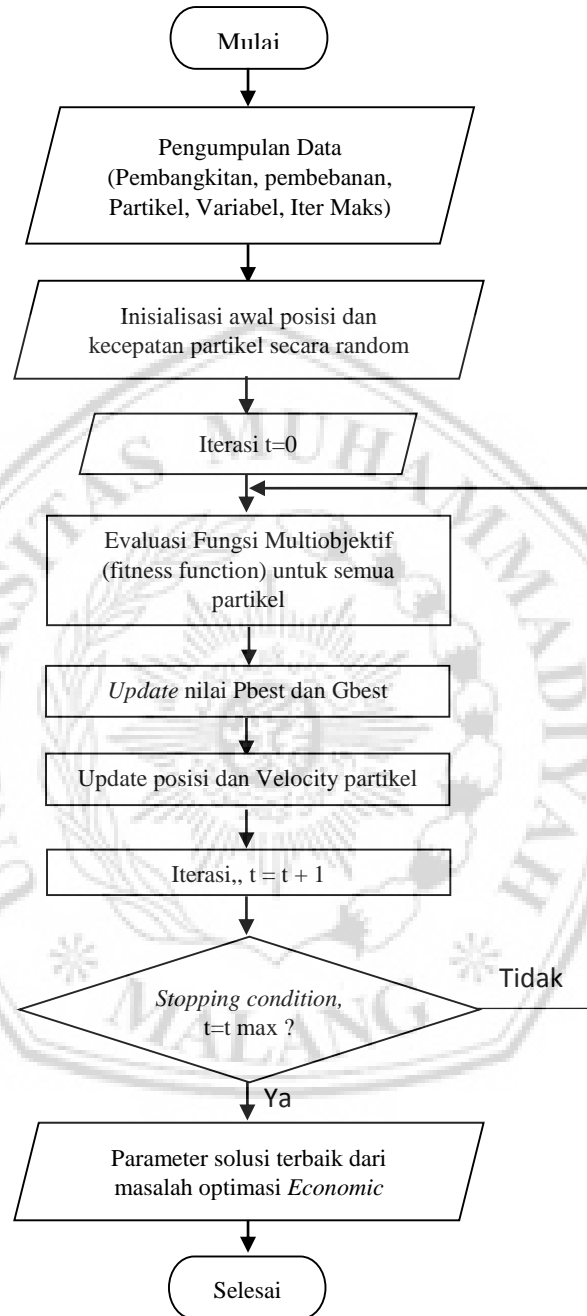 Mulai
Pengumpulan Data
(Pembangkitan, pembebanan,
Partikel, Variabel, Iter Maks)
Inisialisasi awal posisi dan
kecepatan partikel secara random
Iterasi t=0
Evaluasi Fungsi Multiobjektif
(fitness function) untuk semua
partikel
Update nilai Pbest dan Gbest
Update posisi dan Velocity partikel
Iterasi,, t = t + 1
Stopping condition,
t=t max ?
Tidak
Ya
Parameter solusi terbaik dari
masalah optimasi Economic
Selesai
MUHAMMADIYAH
MALANG